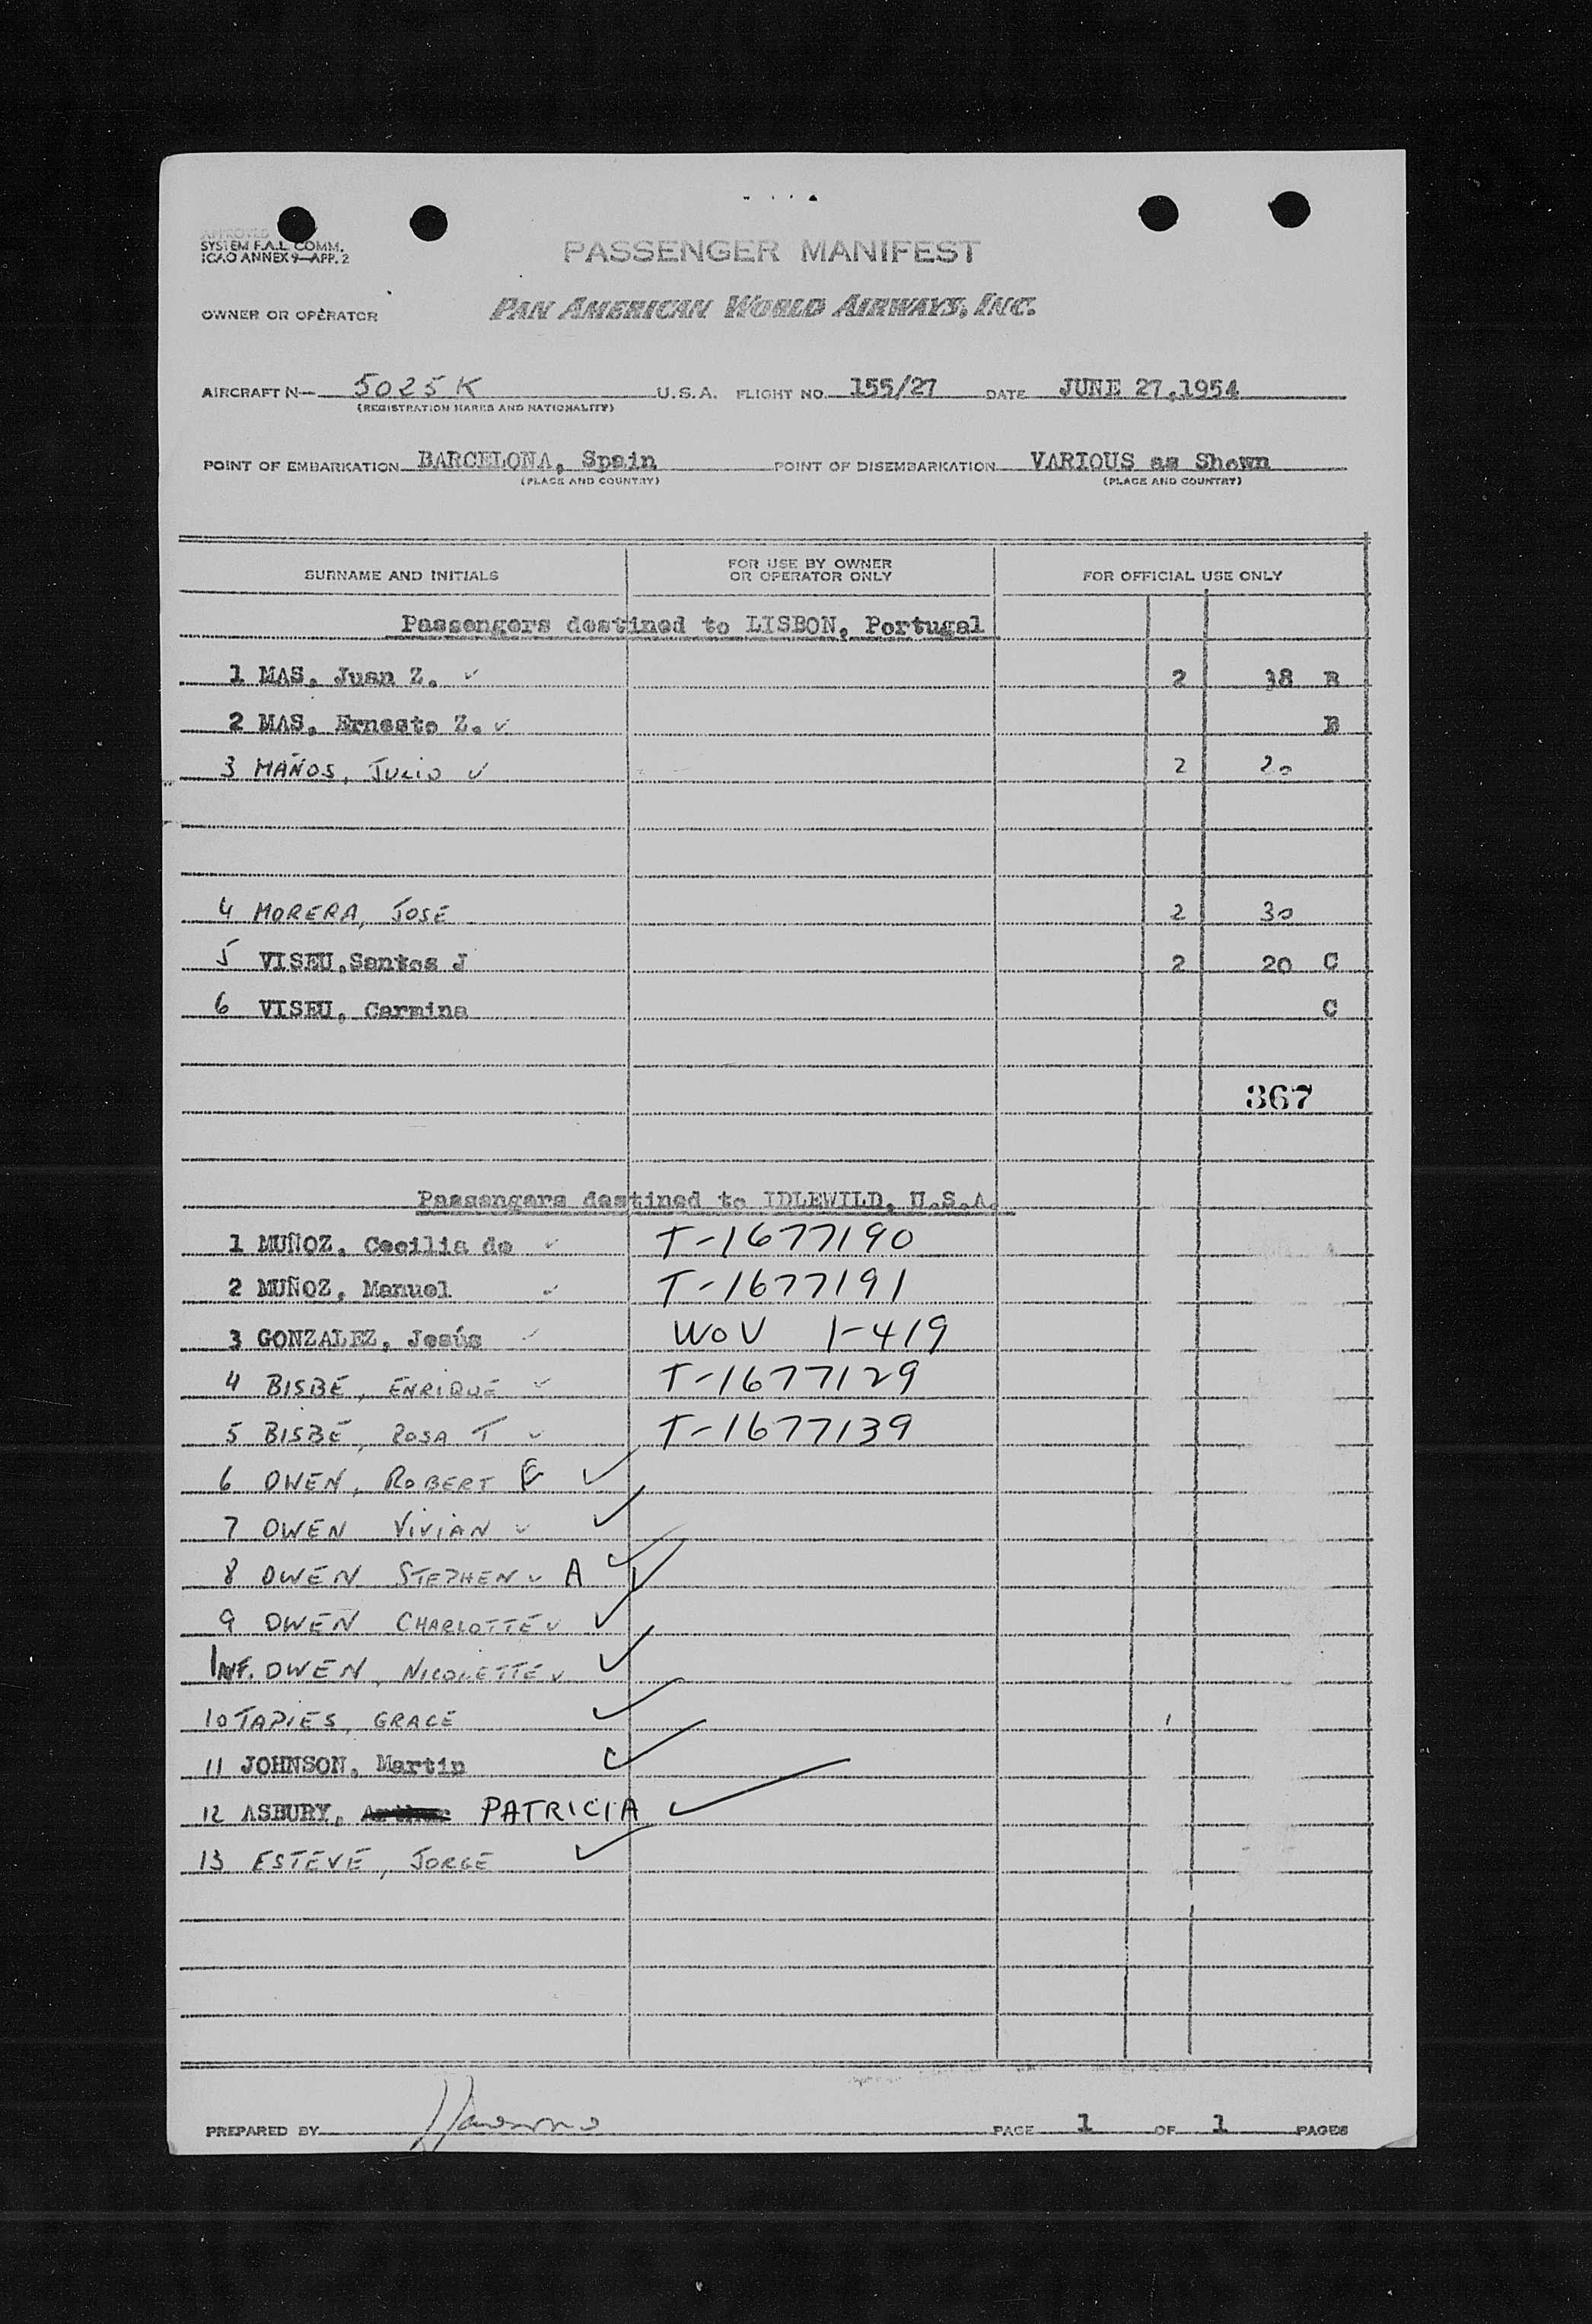 APPROVED
SYSTEM F.A.L. COMM.
ICAO ANNEX 9—APP. 2
PASSENGER MANIFEST
OWNER OR OPERATOR PAN AMERICAN WORLD AIRWAYS, INC.
AIRCRAFT N— 5025K U.S.A. FLIGHT NO. 155/27 DATE JUNE 27,1954
(REGISTRATION MARKS AND NATIONALITY)
POINT OF EMBARKATION BARCELONA, Spain POINT OF DISEMBARKATION VARIOUS as Shown
(PLACE AND COUNTRY) (PLACE AND COUNTRY)
SURNAME AND INITIALS FOR USE BY OWNER OR OPERATOR ONLY FOR OFFICIAL USE ONLY
Passengers destined to LISBON, Portugal
1 MAS, Juan Z. ✓ 2 38 B
2 MAS, Ernesto Z. ✓ B
3 MAÑOS, JULIO ✓ 2 20
4 MORERA, JOSE 2 30
5 VISEU,Santos J 2 20 C
6 VISEU, Carmina C
367
Passengers destined to IDLEWILD, U.S.A.
1 MUÑOZ, Cecilia de ✓ T-1677190
2 MUÑOZ, Manuel ✓ T-1677191
3 GONZALEZ, Jesús ✓ WOV 1-419
4 BISBE, ENRIQUE ✓ T-1677129
5 BISBE, ROSA T ✓ T-1677139
6 OWEN, ROBERT ✓
7 OWEN VIVIAN ✓ ✓
8 OWEN STEPHEN ✓ A ✓ ✓
9 OWEN CHARLOTTE ✓ ✓
INF. OWEN, NICOLETTE ✓ ✓
10 TAPIES, GRACE ✓ 1
11 JOHNSON, Martin ✓
12 ASBURY, PATRICIA ✓
13 ESTEVE, JORGE ✓
PREPARED BY PAGE 1 OF 1 PAGES